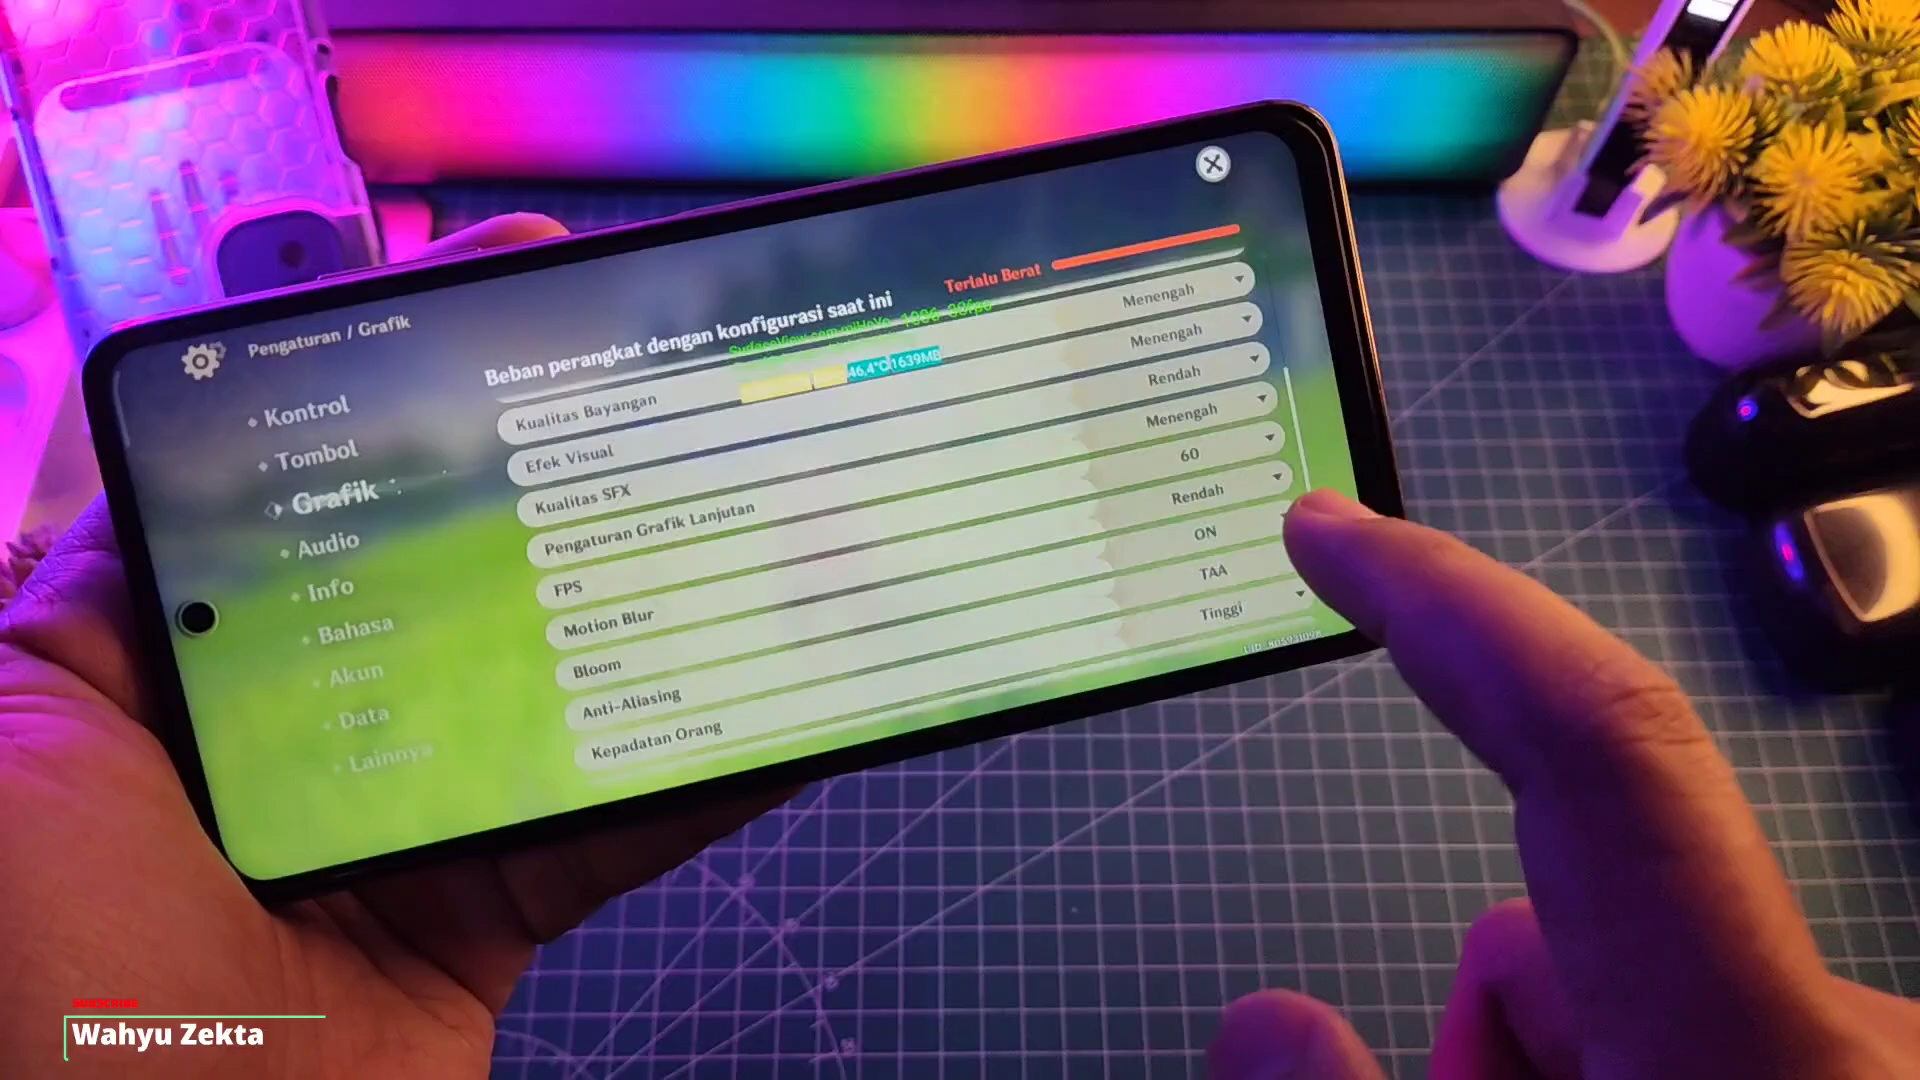 Pengaturan / Grafik
Kontrol
Tombol
Grafik
Audio
Info
Bahasa
Akun
Data
Lainnya
Beban perangkat dengan konfigurasi saat ini
Terlalu Berat
46,4°C 1639MB
Kualitas Bayangan Menengah
Efek Visual Menengah
Kualitas SFX Rendah
Pengaturan Grafik Lanjutan Menengah
FPS 60
Motion Blur Rendah
Bloom ON
Anti-Aliasing TAA
Kepadatan Orang Tinggi
SUBSCRIBE
Wahyu Zekta